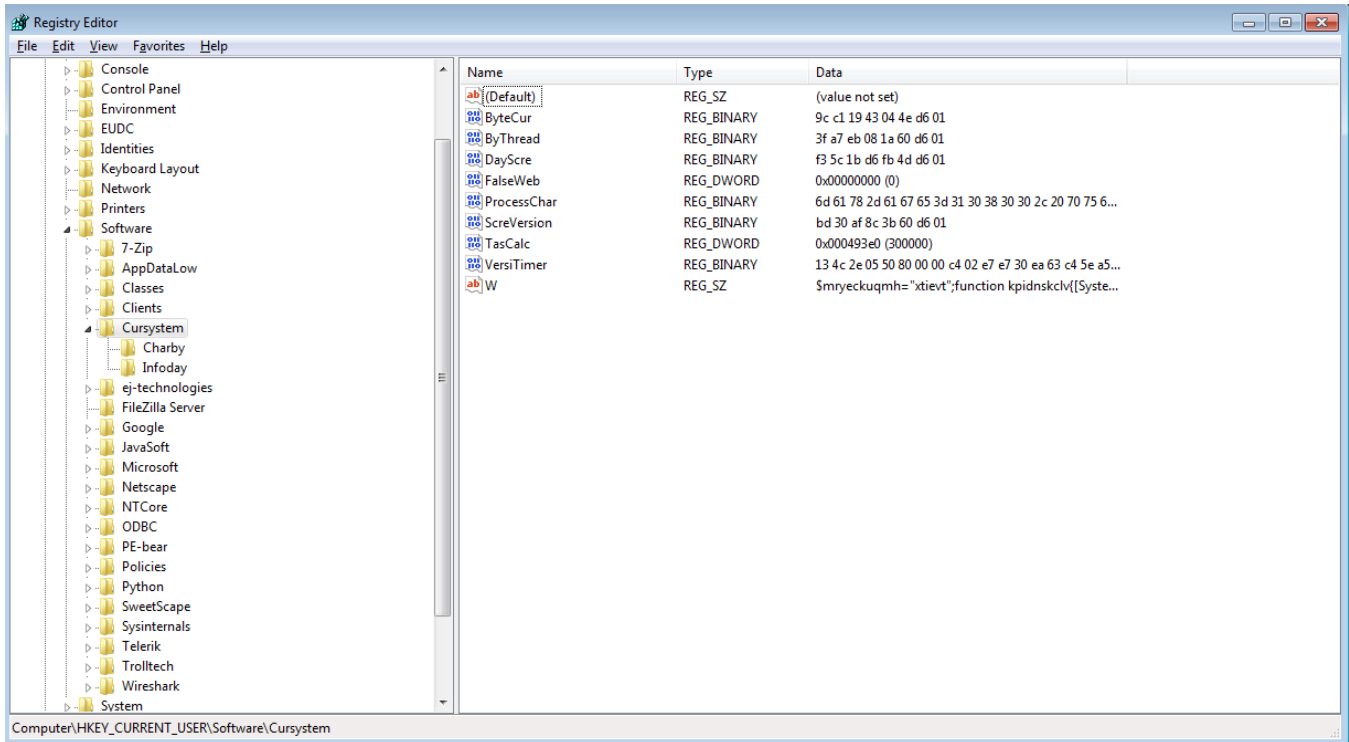 Registry Editor
File Edit View Favorites Help
Console
Control Panel
Environment
EUDC
Identities
Keyboard Layout
Network
Printers
Software
7-Zip
AppDataLow
Classes
Clients
Cursystem
Charby
Infoday
ej-technologies
FileZilla Server
Google
JavaSoft
Microsoft
Netscape
NTCore
ODBC
PE-bear
Policies
Python
SweetScape
Sysinternals
Telerik
Trolltech
Wireshark
System
Name Type Data
(Default) REG_SZ (value not set)
ByteCur REG_BINARY 9c c1 19 43 04 4e d6 01
ByThread REG_BINARY 3f a7 eb 08 1a 60 d6 01
DayScre REG_BINARY f3 5c 1b d6 fb 4d d6 01
FalseWeb REG_DWORD 0x00000000 (0)
ProcessChar REG_BINARY 6d 61 78 2d 61 67 65 3d 31 30 38 30 30 2c 20 70 75 6...
ScreVersion REG_BINARY bd 30 af 8c 3b 60 d6 01
TasCalc REG_DWORD 0x000493e0 (300000)
VersiTimer REG_BINARY 13 4c 2e 05 50 80 00 00 c4 02 e7 e7 30 ea 63 c4 5e a5...
W REG_SZ $mryeckuqmh="xtievt";function kpidnskclv{[Syste...
Computer\HKEY_CURRENT_USER\Software\Cursystem